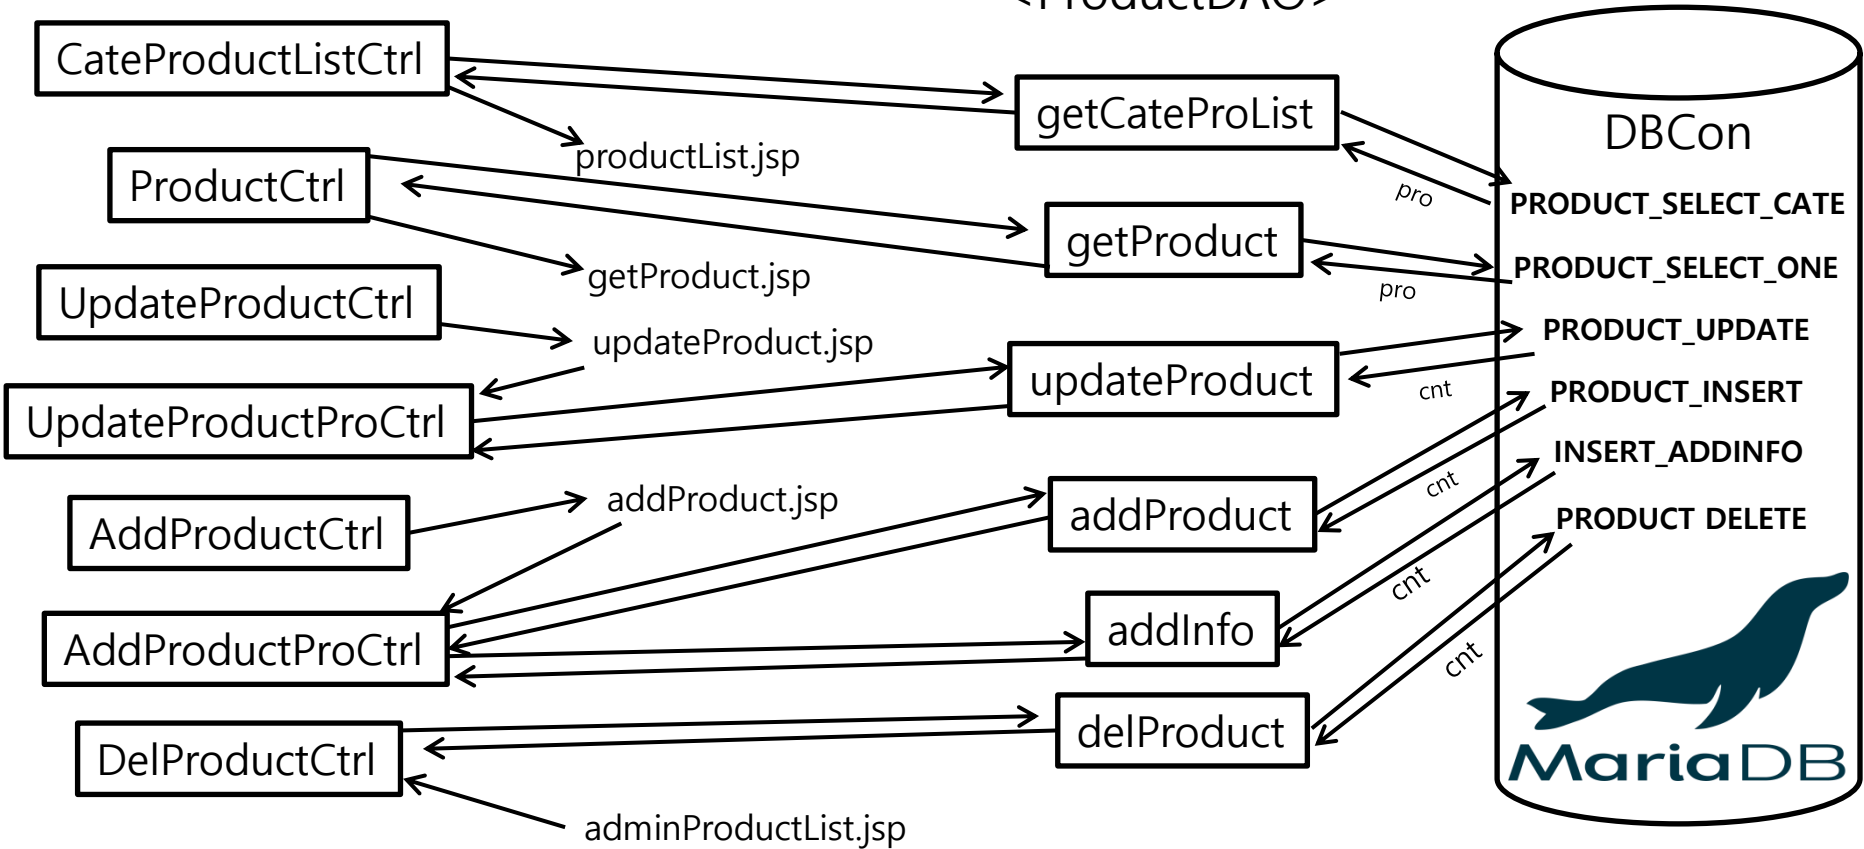 <ProductDAO>
CateProductListCtrl
productList.jsp
ProductCtrl
getProduct.jsp
UpdateProductCtrl
updateProduct.jsp
UpdateProductProCtrl
addProduct.jsp
AddProductCtrl
AddProductProCtrl
DelProductCtrl
adminProductList.jsp
getCateProList
getProduct
updateProduct
addProduct
addInfo
delProduct
pro
pro
cnt
cnt
cnt
cnt
DBCon
PRODUCT_SELECT_CATE
PRODUCT_SELECT_ONE
PRODUCT_UPDATE
PRODUCT_INSERT
INSERT_ADDINFO
PRODUCT DELETE
MariaDB